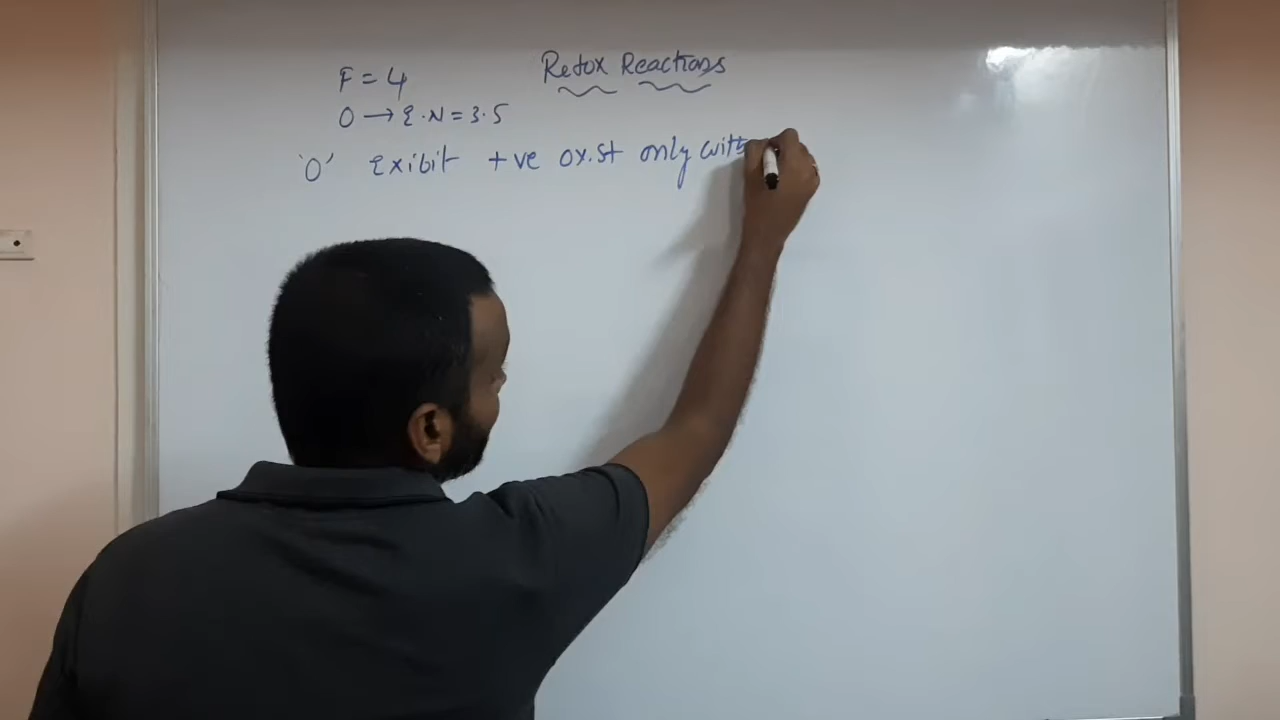 Redox Reactions
F = 4
O → E.N = 3.5
'O' Exibit +ve ox.st only with